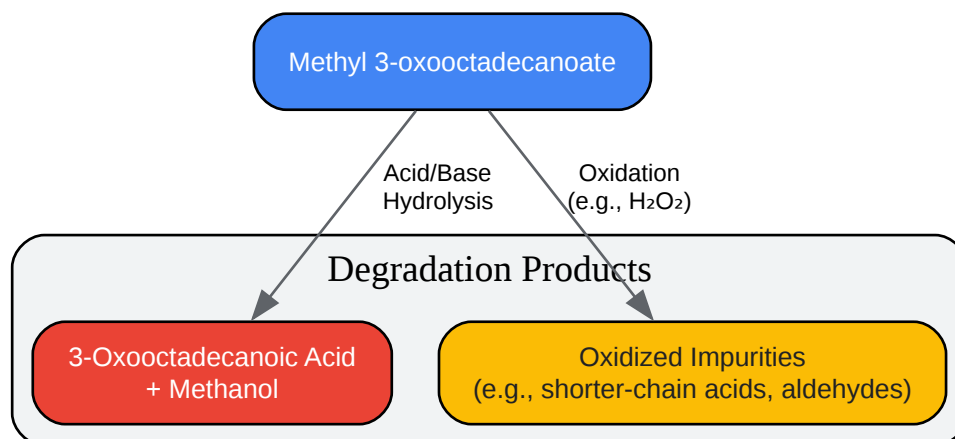 Methyl 3-oxooctadecanoate
Acid/Base
Hydrolysis
Oxidation
(e.g., H₂O₂)
Degradation Products
3-Oxooctadecanoic Acid
+ Methanol
Oxidized Impurities
(e.g., shorter-chain acids, aldehydes)